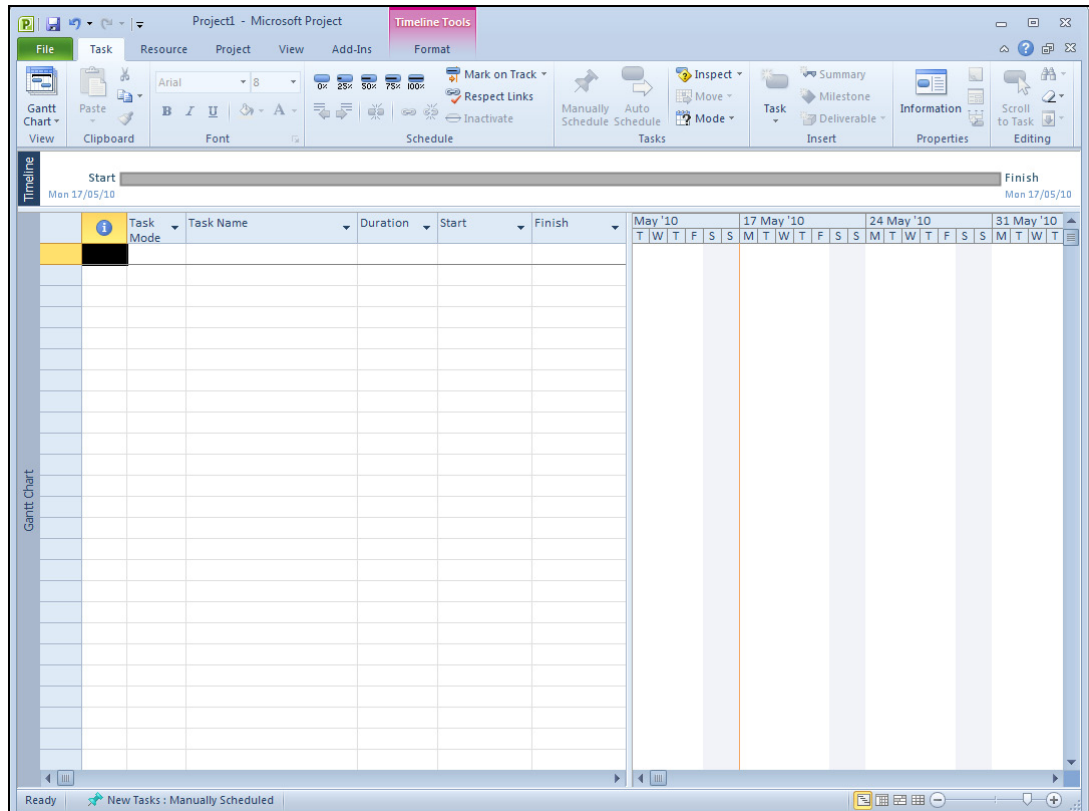 Project1 - Microsoft Project
Timeline Tools
File Task Resource Project View Add-Ins Format
Gantt Chart
Paste
Arial 8
B I U A
0% 25% 50% 75% 100%
Mark on Track
Respect Links
Inactivate
Manually Schedule
Auto Schedule
Inspect
Move
Mode
Task
Summary
Milestone
Deliverable
Information
Scroll to Task
View Clipboard Font Schedule Tasks Insert Properties Editing
Timeline
Start Finish
Mon 17/05/10 Mon 17/05/10
Task Mode Task Name Duration Start Finish
May '10 17 May '10 24 May '10 31 May '10
T W T F S S M T W T F S S M T W T F S S M T W T
Gantt Chart
Ready New Tasks : Manually Scheduled